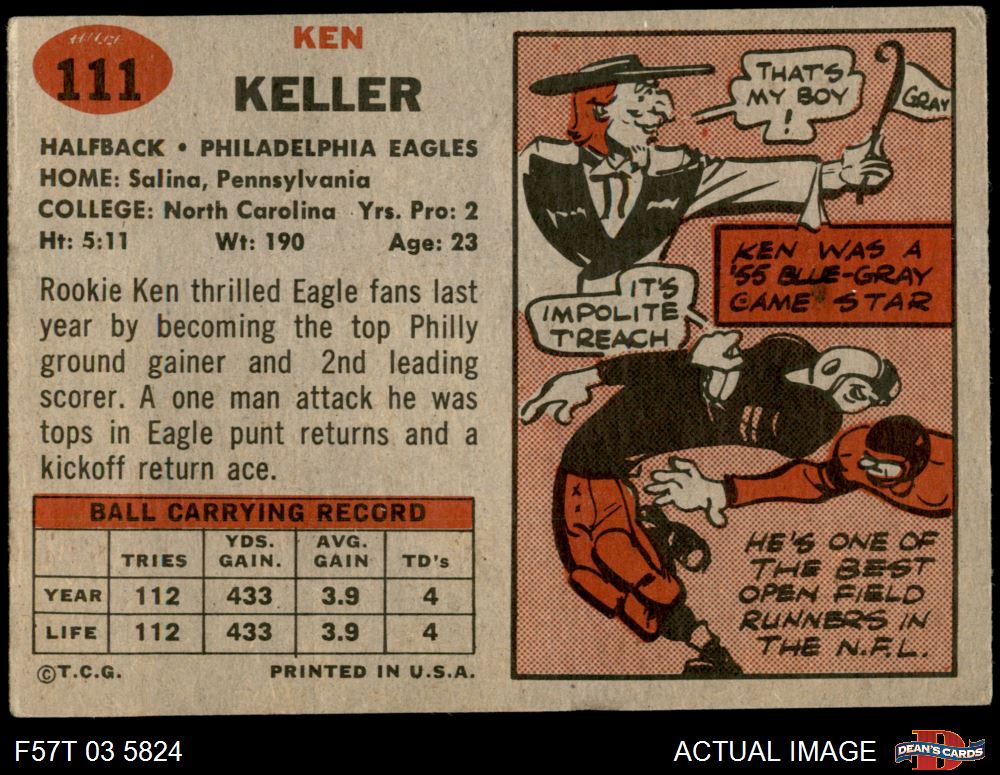 111
KEN
KELLER
HALFBACK • PHILADELPHIA EAGLES
HOME: Salina, Pennsylvania
COLLEGE: North Carolina Yrs. Pro: 2
Ht: 5:11 Wt: 190 Age: 23
Rookie Ken thrilled Eagle fans last
year by becoming the top Philly
ground gainer and 2nd leading
scorer. A one man attack he was
tops in Eagle punt returns and a
kickoff return ace.
BALL CARRYING RECORD
TRIES YDS. GAIN. AVG. GAIN TD's
YEAR 112 433 3.9 4
LIFE 112 433 3.9 4
©T.C.G. PRINTED IN U.S.A.
THAT'S
MY BOY
!
GRAY
KEN WAS A
'55 BLUE-GRAY
GAME STAR
IT'S
IMPOLITE
T'REACH
HE'S ONE OF
THE BEST
OPEN FIELD
RUNNERS IN
THE N.F.L.
F57T 03 5824
ACTUAL IMAGE
DEAN'S CARDS